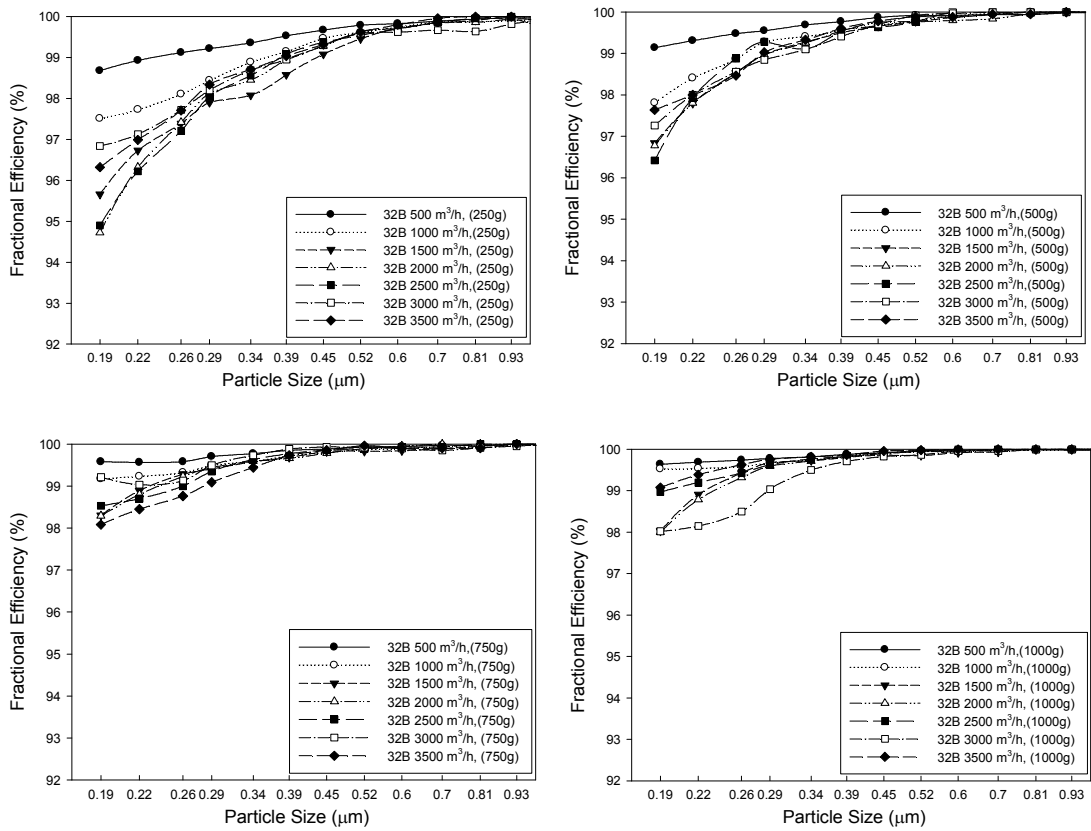 100
99
98
97
96
95
94
93
92
Fractional Efficiency (%)
32B 500 m³/h, (250g)
32B 1000 m³/h,(250g)
32B 1500 m³/h, (250g)
32B 2000 m³/h, (250g)
32B 2500 m³/h,(250g)
32B 3000 m³/h, (250g)
32B 3500 m³/h, (250g)
0.19 0.22 0.26 0.29 0.34 0.39 0.45 0.52 0.6 0.7 0.81 0.93
Particle Size (μm)
100
99
98
97
96
95
94
93
92
Fractional Efficiency (%)
32B 500 m³/h,(500g)
32B 1000 m³/h,(500g)
32B 1500 m³/h, (500g)
32B 2000 m³/h, (500g)
32B 2500 m³/h,(500g)
32B 3000 m³/h, (500g)
32B 3500 m³/h, (500g)
0.19 0.22 0.26 0.29 0.34 0.39 0.45 0.52 0.6 0.7 0.81 0.93
Particle Size (μm)
100
99
98
97
96
95
94
93
92
Fractional Efficiency (%)
32B 500 m³/h,(750g)
32B 1000 m³/h,(750g)
32B 1500 m³/h, (750g)
32B 2000 m³/h, (750g)
32B 2500 m³/h,(750g)
32B 3000 m³/h, (750g)
32B 3500 m³/h, (750g)
0.19 0.22 0.26 0.29 0.34 0.39 0.45 0.52 0.6 0.7 0.81 0.93
Particle Size (μm)
100
99
98
97
96
95
94
93
92
Fractional Efficiency (%)
32B 500 m³/h,(1000g)
32B 1000 m³/h,(1000g)
32B 1500 m³/h, (1000g)
32B 2000 m³/h, (1000g)
32B 2500 m³/h,(1000g)
32B 3000 m³/h, (1000g)
32B 3500 m³/h, (1000g)
0.19 0.22 0.26 0.29 0.34 0.39 0.45 0.52 0.6 0.7 0.81 0.93
Particle Size (μm)